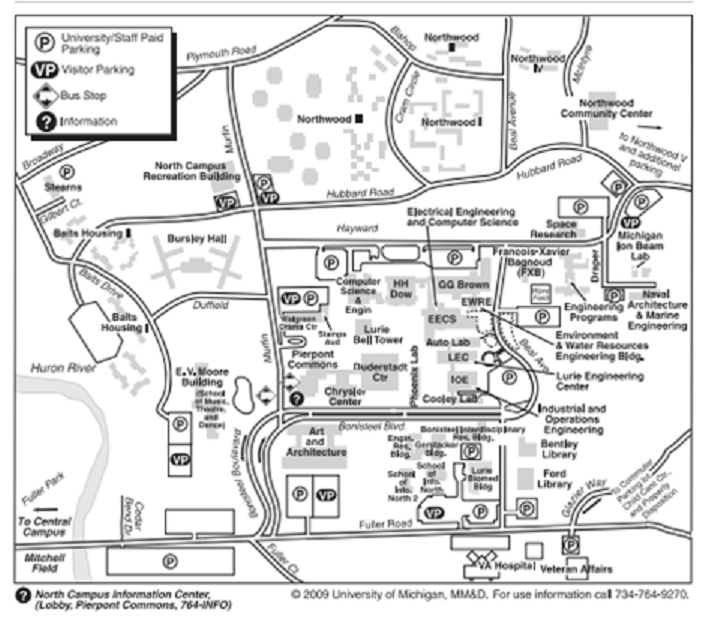 P University/Staff Paid
Parking
VP Visitor Parking
Bus Stop
? Information
Plymouth Road
Bishop
Northwood
II
Northwood
IV
McIntyre
Cram Circle
Beal Avenue
Northwood III
Northwood I
Northwood
Community Center
to Northwood V
and additional
parking
Broadway
Murfin
North Campus
Recreation Building
VP
P
VP
Hubbard Road
Hubbard Road
P
Stearns
Gilbert Ct.
Baits Housing II
Bursley Hall
Hayward
Electrical Engineering
and Computer Science
Space
Research
P
P
P
VP
Michigan
Ion Beam
Lab
François-Xavier
Bagnoud
(FXB)
Draper
P
P
Computer
Science
& Engin
HH
Dow
GG Brown
EWRE
P
Naval
Architecture
& Marine
Engineering
Engineering
Programs
P
Baits Drive
Baits
Housing I
Duffield
VP P
Walgreen
Drama Ctr
Stamps
Aud
Lurie
Bell Tower
EECS
Auto Lab
LEC
IOE
Cooley Lab
Beal Ave
Environment
& Water Resources
Engineering Bldg.
Murfin
Pierpont
Commons
Duderstadt
Ctr
Phoenix Lab
Chrysler
Center
?
P
Lurie Engineering
Center
Huron River
E.V. Moore
Building
(School
of Music,
Theatre,
and
Dance)
P
VP
Bonisteel Boulevard
Bonisteel Blvd.
Bonisteel Interdisciplinary
Res. Bldg.
Industrial and
Operations
Engineering
Art
and
Architecture
Engin.
Res.
Bldg.
Gerstacker
Bldg.
P
School
of Info.
North 2
School
of Info.
North
Lurie
Biomed
Bldg
Bentley
Library
Ford
Library
P
VP
VP
P
P
Glazier Way
To Commuter
Parking Lot,
Child Care Ctr.,
and Property
Disposition
Fuller Park
To Central
Campus
Cedar
Bend Dr.
Fuller Road
Mitchell
Field
P
Fuller Ct.
P
VA Hospital
Veteran Affairs
? North Campus Information Center,
(Lobby, Pierpont Commons, 764-INFO)
© 2009 University of Michigan, MM&D. For use information call 734-764-9270.